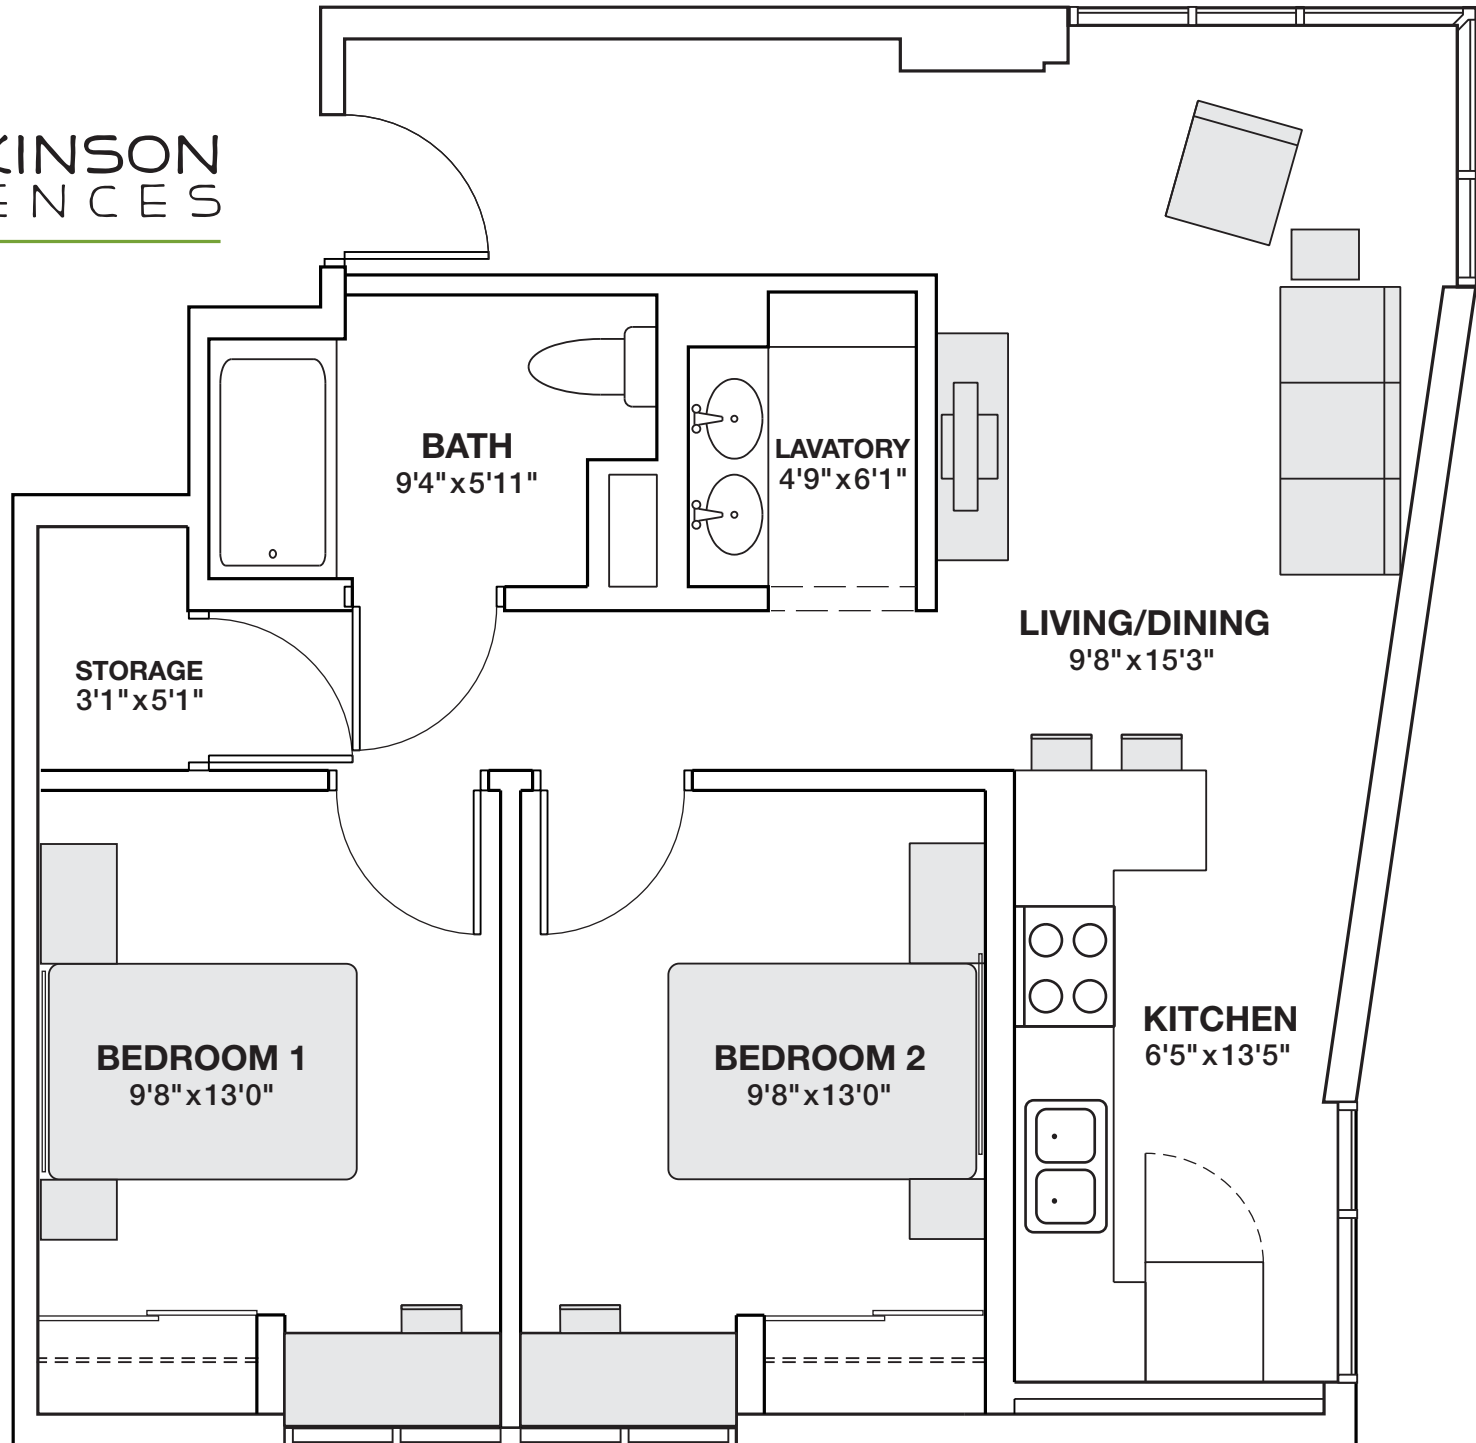 KINSON
ENCES
BATH
9'4"x5'11"
LAVATORY
4'9"x6'1"
LIVING/DINING
9'8"x15'3"
STORAGE
3'1"x5'1"
KITCHEN
6'5"x13'5"
BEDROOM 1
9'8"x13'0"
BEDROOM 2
9'8"x13'0"